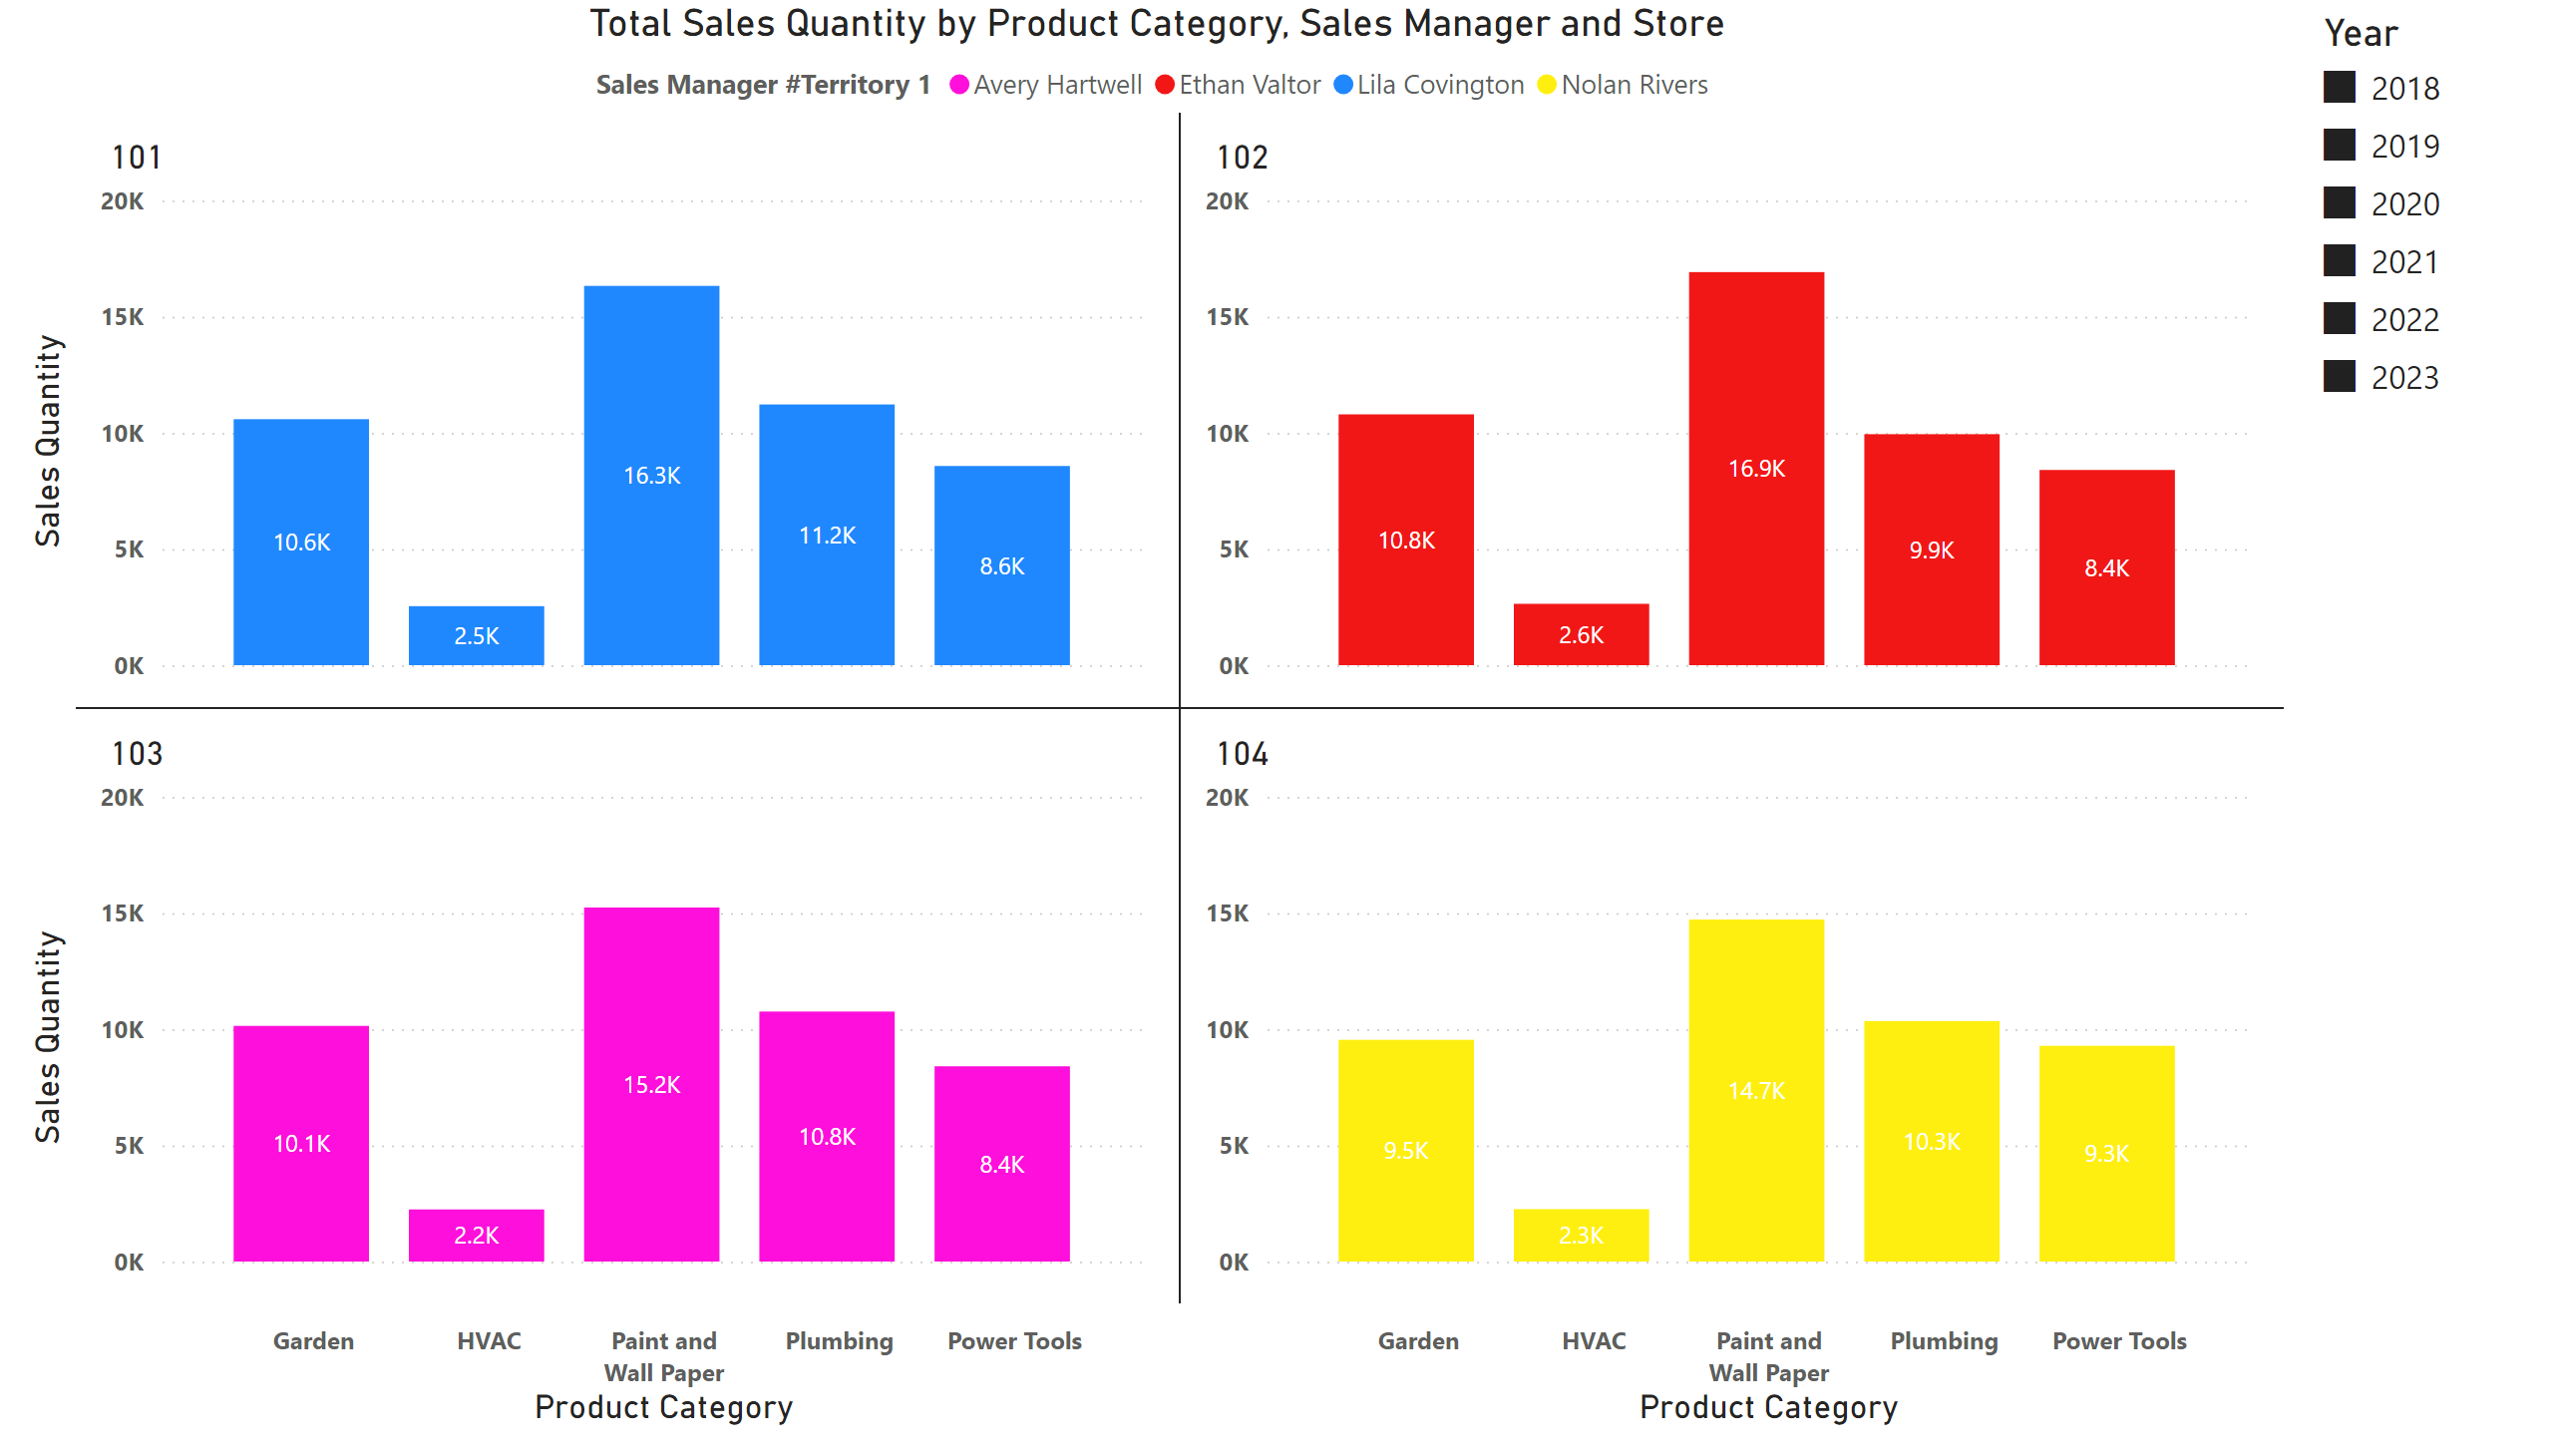 Total Sales Quantity by Product Category, Sales Manager and Store
Sales Manager #Territory 1 Avery Hartwell Ethan Valtor Lila Covington Nolan Rivers
Year
2018
2019
2020
2021
2022
2023
101
20K
15K
10K
5K
0K
Sales Quantity
10.6K
2.5K
16.3K
11.2K
8.6K
102
20K
15K
10K
5K
0K
10.8K
2.6K
16.9K
9.9K
8.4K
103
20K
15K
10K
5K
0K
Sales Quantity
10.1K
2.2K
15.2K
10.8K
8.4K
Garden
HVAC
Paint and
Wall Paper
Plumbing
Power Tools
Product Category
104
20K
15K
10K
5K
0K
9.5K
2.3K
14.7K
10.3K
9.3K
Garden
HVAC
Paint and
Wall Paper
Plumbing
Power Tools
Product Category